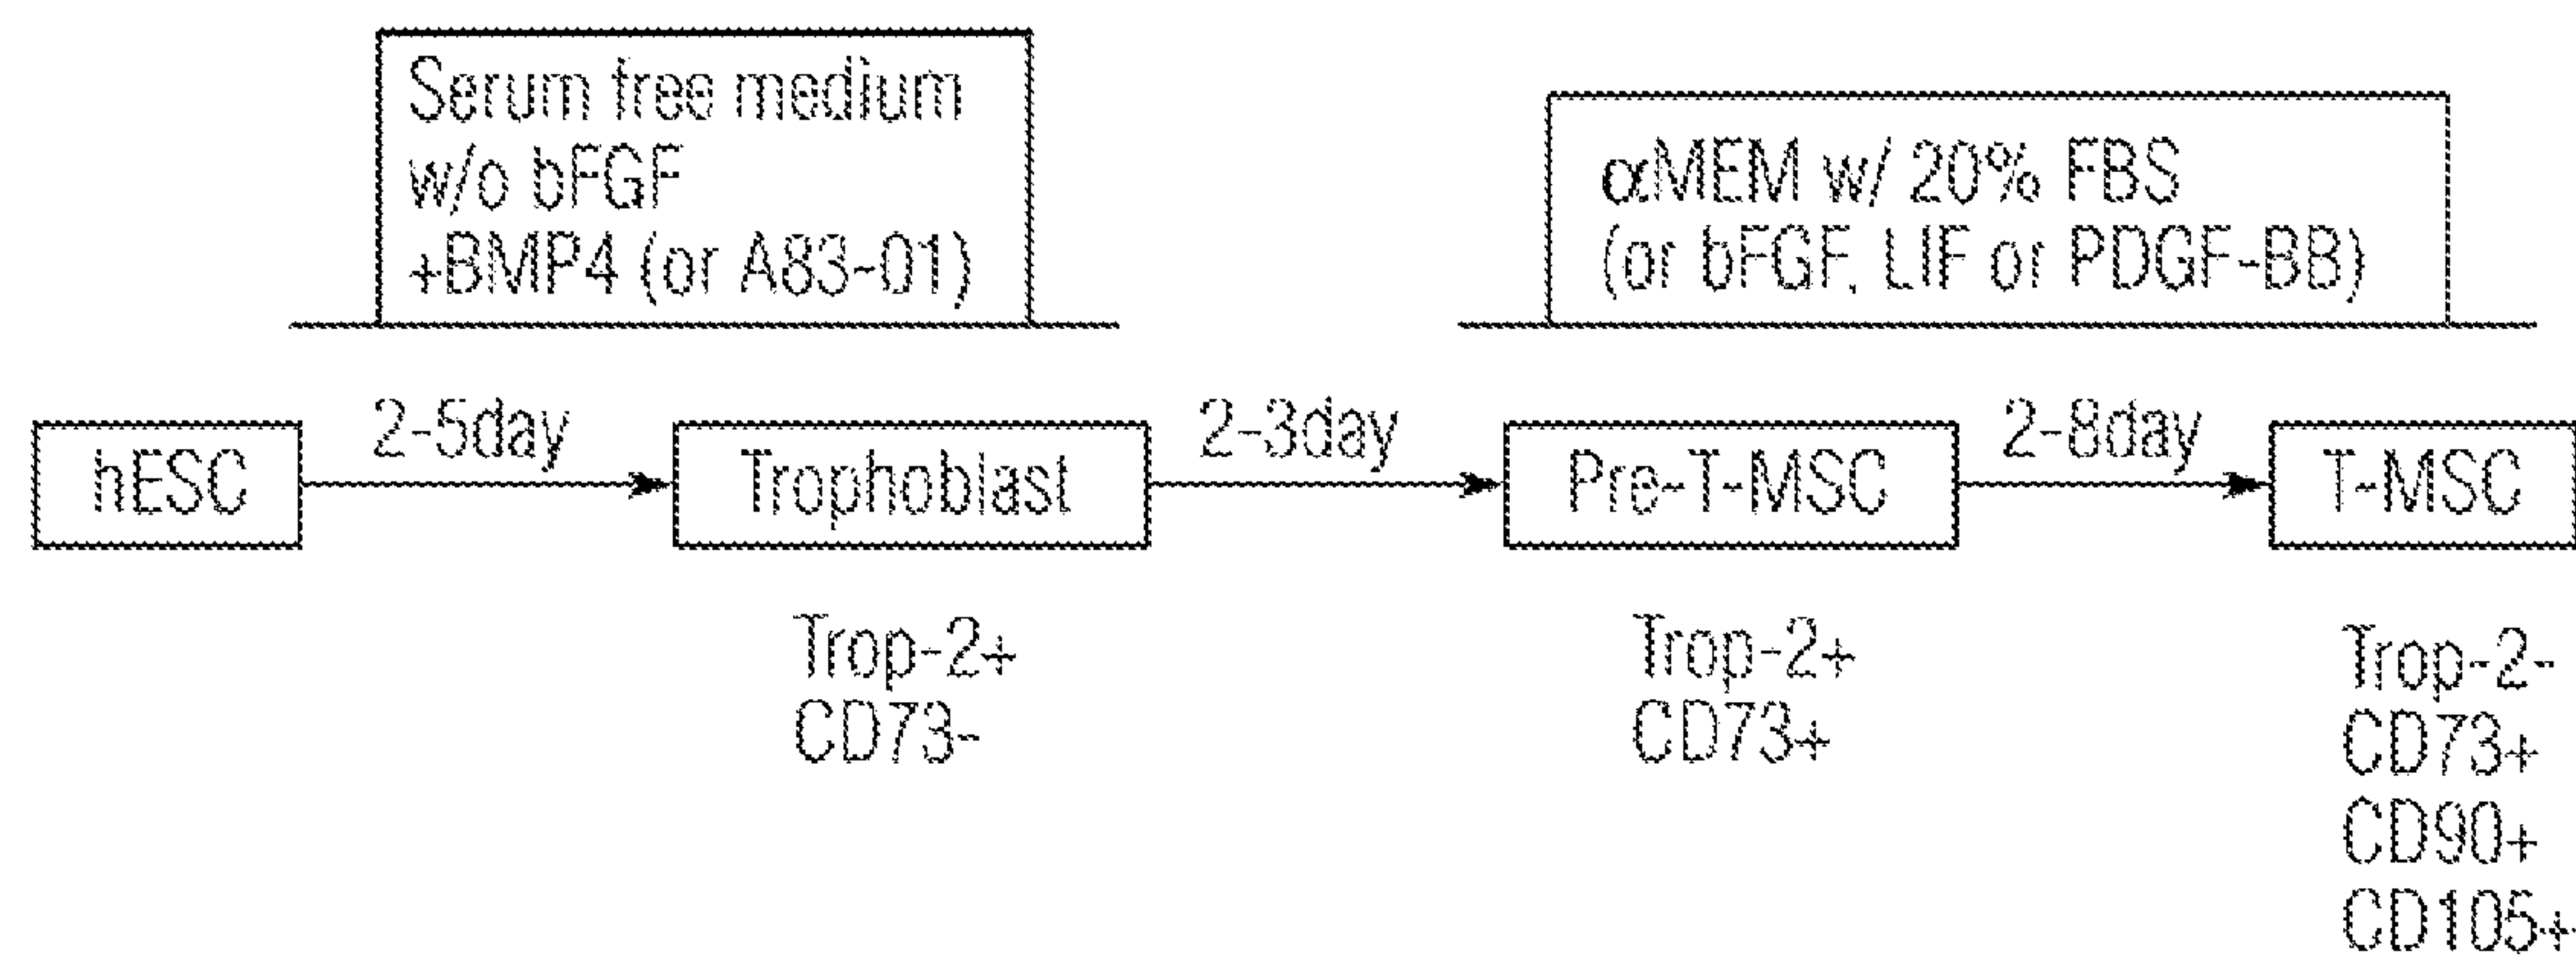 Serum free medium
w/o bFGF
+BMP4 (or A83-01)
αMEM w/ 20% FBS
(or bFGF, LIF or PDGF-BB)
hESC
2-5day
Trophoblast
2-3day
Pre-T-MSC
2-8day
T-MSC
Trop-2+
CD73-
Trop-2+
CD73+
Trop-2-
CD73+
CD90+
CD105+